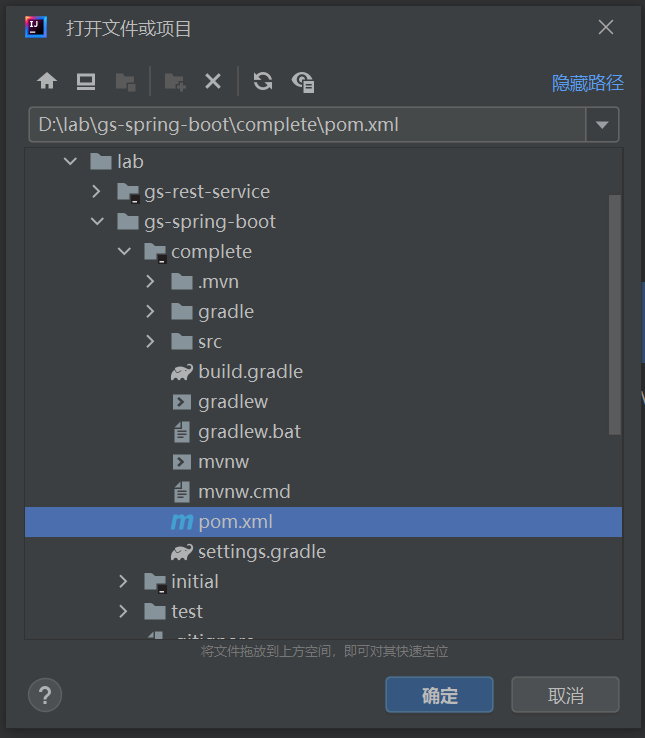 打开文件或项目
隐藏路径
D:\lab\gs-spring-boot\complete\pom.xml
lab
gs-rest-service
gs-spring-boot
complete
.mvn
gradle
src
build.gradle
gradlew
gradlew.bat
mvnw
mvnw.cmd
m pom.xml
settings.gradle
initial
test
.gitignore
将文件拖放到上方空间，即可对其快速定位
? 确定 取消